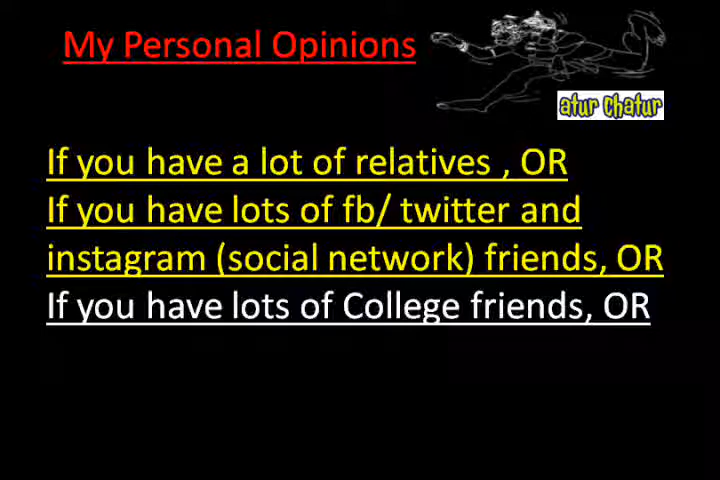 My Personal Opinions
atur chatur
If you have a lot of relatives , OR
If you have lots of fb/ twitter and
instagram (social network) friends, OR
If you have lots of College friends, OR